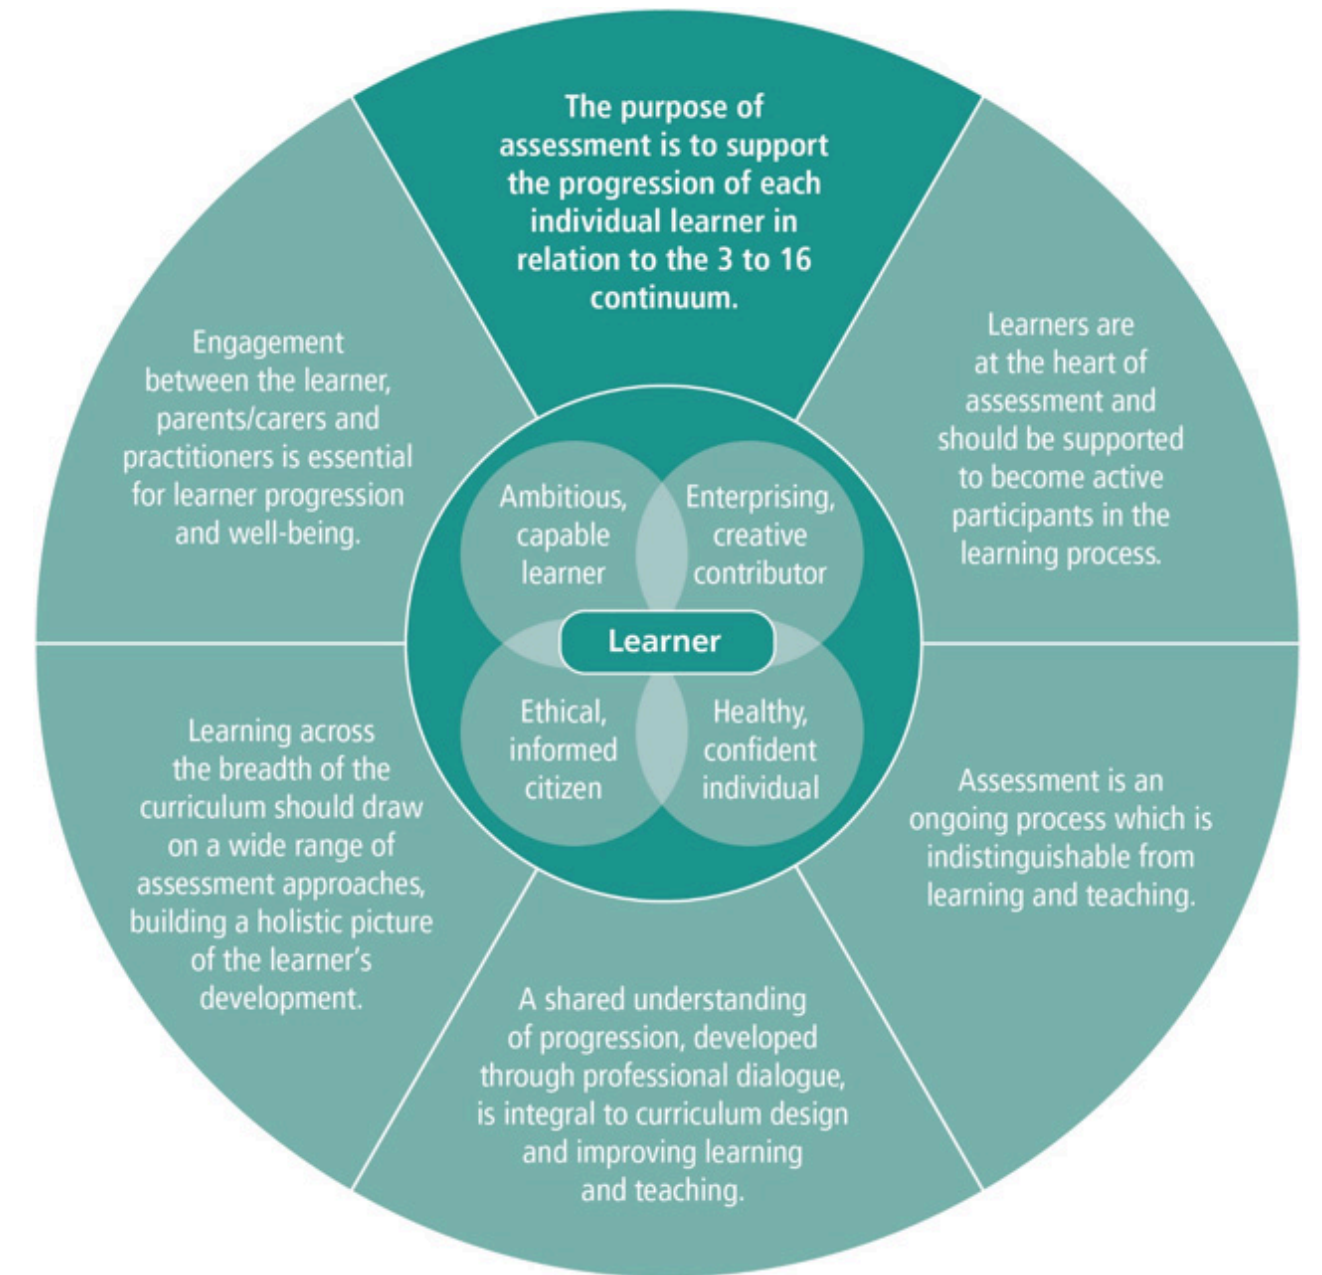 The purpose of
assessment is to support
the progression of each
individual learner in
relation to the 3 to 16
continuum.
Learners are
at the heart of
assessment and
should be supported
to become active
participants in the
learning process.
Assessment is an
ongoing process which is
indistinguishable from
learning and teaching.
A shared understanding
of progression, developed
through professional dialogue,
is integral to curriculum design
and improving learning
and teaching.
Learning across
the breadth of the
curriculum should draw
on a wide range of
assessment approaches,
building a holistic picture
of the learner’s
development.
Engagement
between the learner,
parents/carers and
practitioners is essential
for learner progression
and well-being.
Ambitious,
capable
learner
Enterprising,
creative
contributor
Learner
Ethical,
informed
citizen
Healthy,
confident
individual